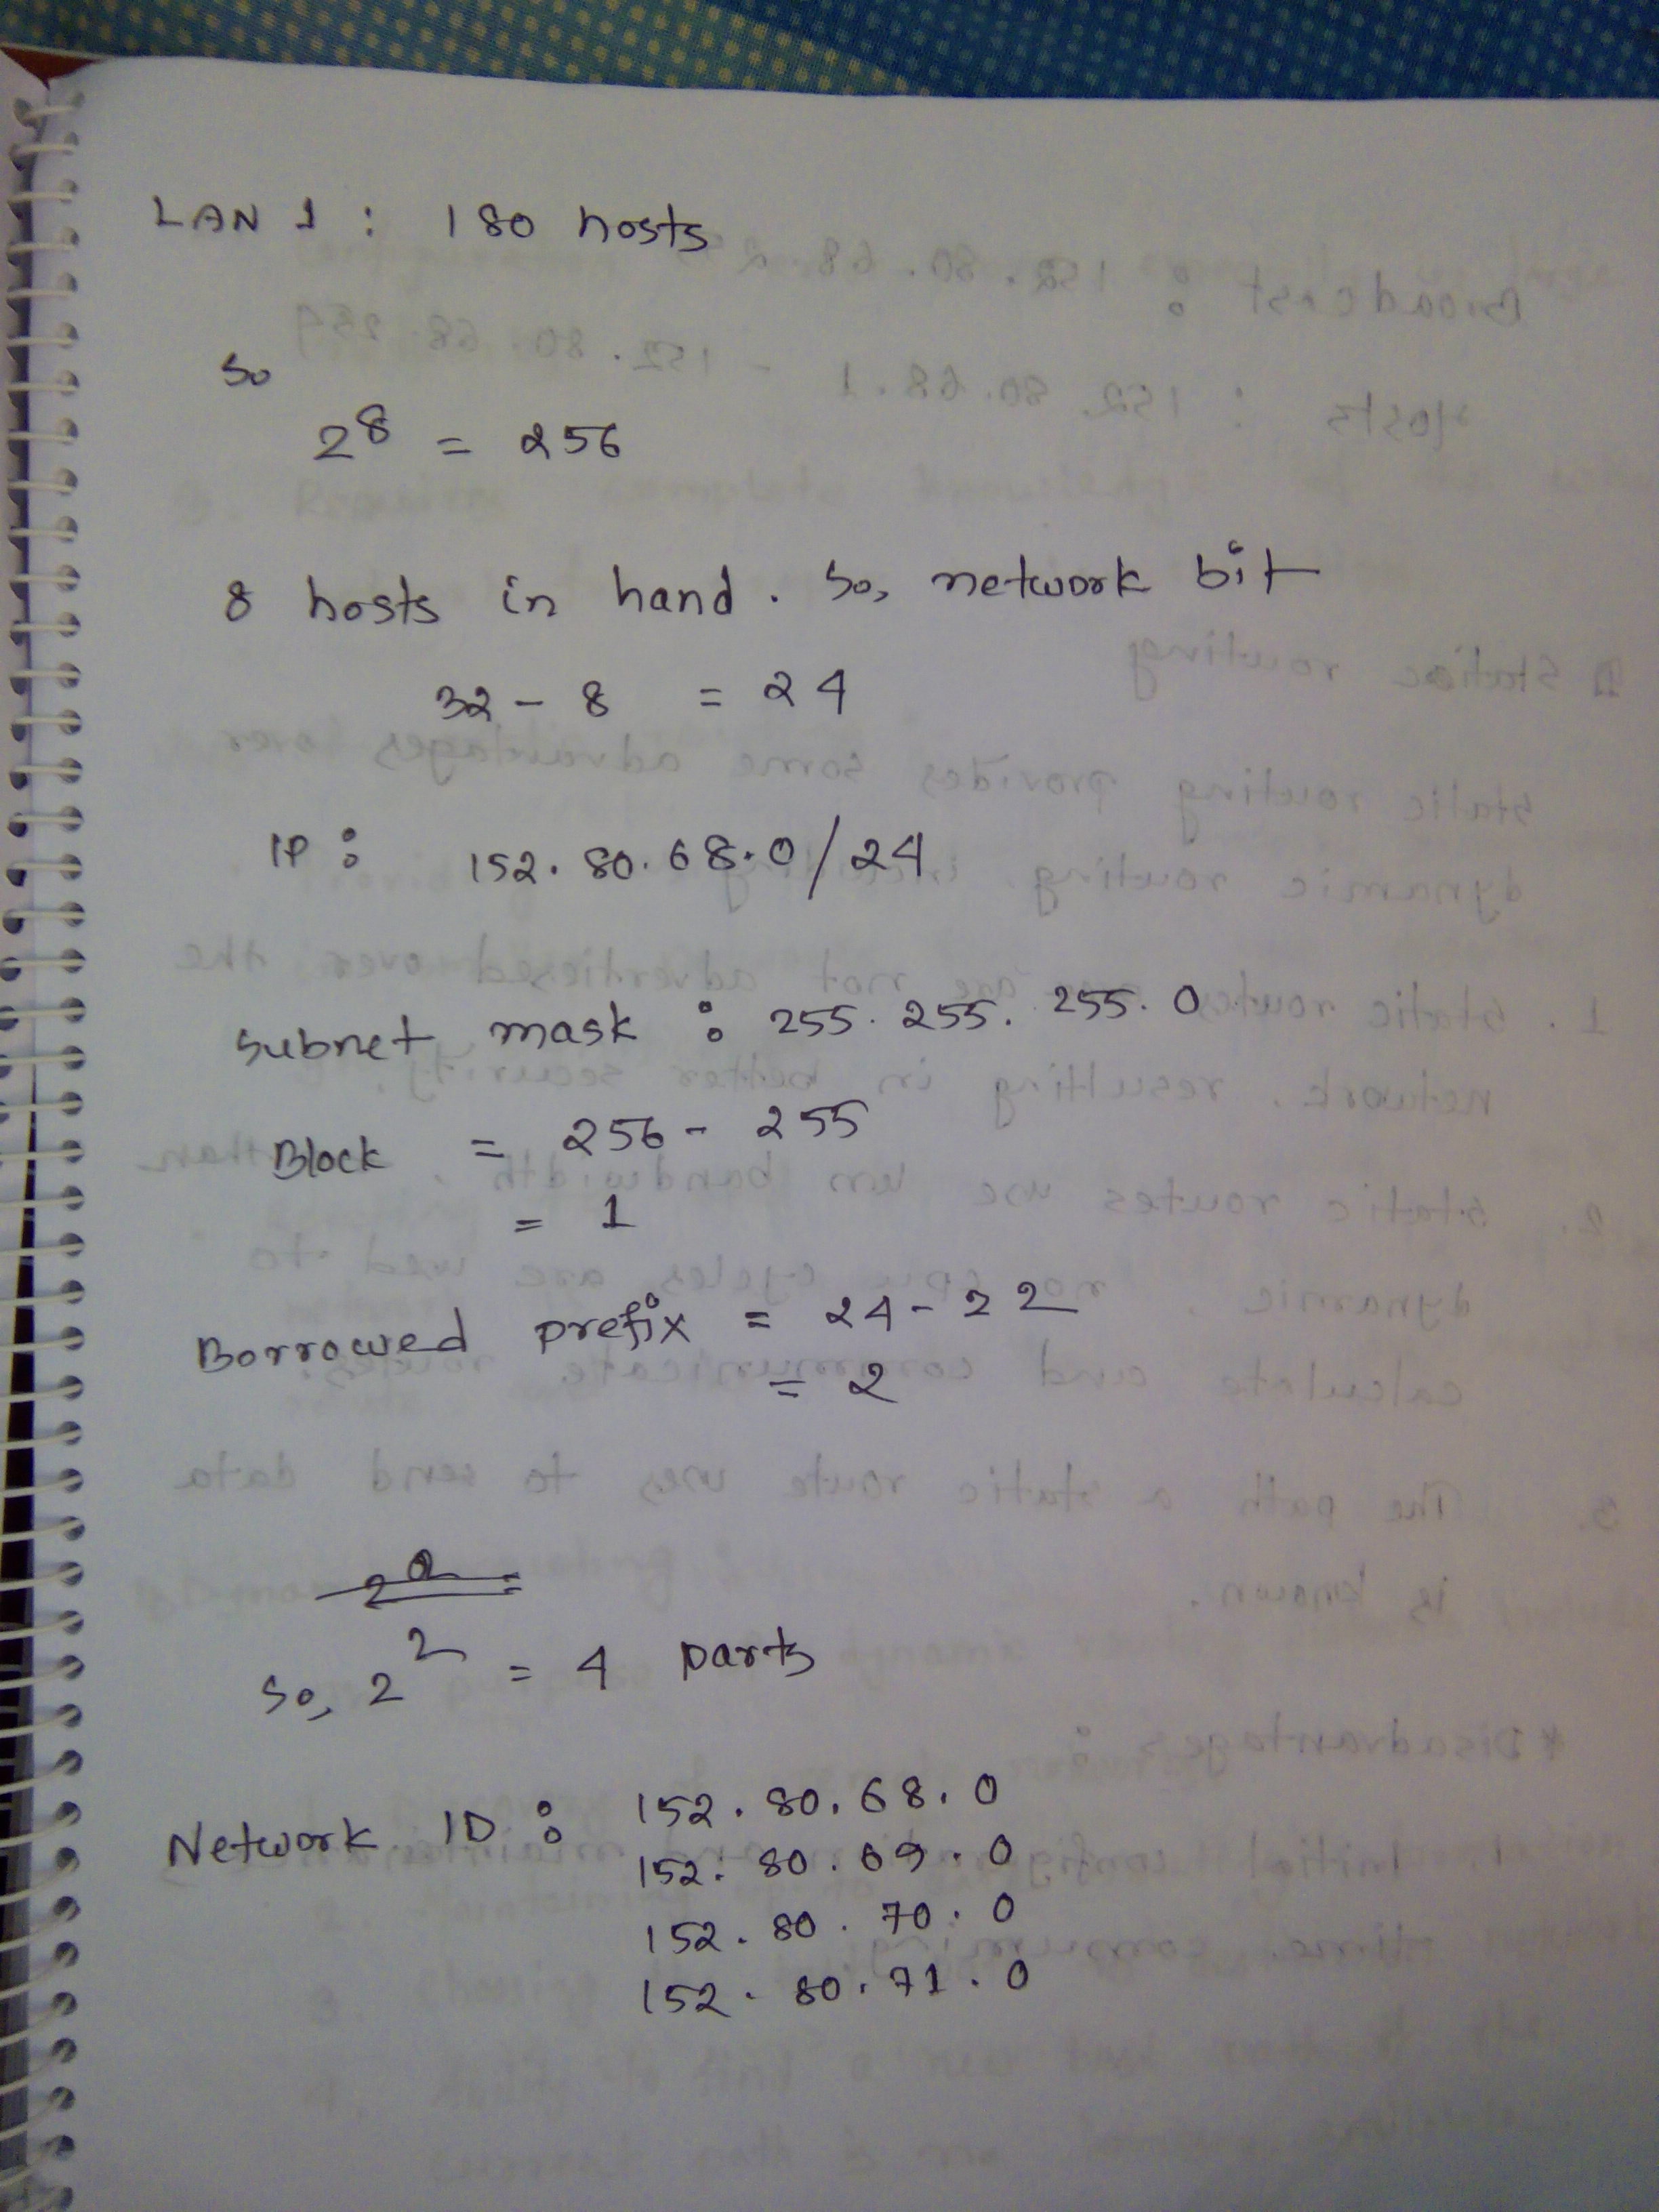 LAN 1 : 180 hosts
so
2^8 = 256
8 hosts in hand. So, network bit
32 - 8 = 24
IP : 152.80.68.0/24
Subnet mask : 255.255.255.0
Block = 256 - 255
= 1
Borrowed prefix = 24 - 22
= 2
So, 2^2 = 4 parts
Network ID : 152.80.68.0
152.80.69.0
152.80.70.0
152.80.71.0